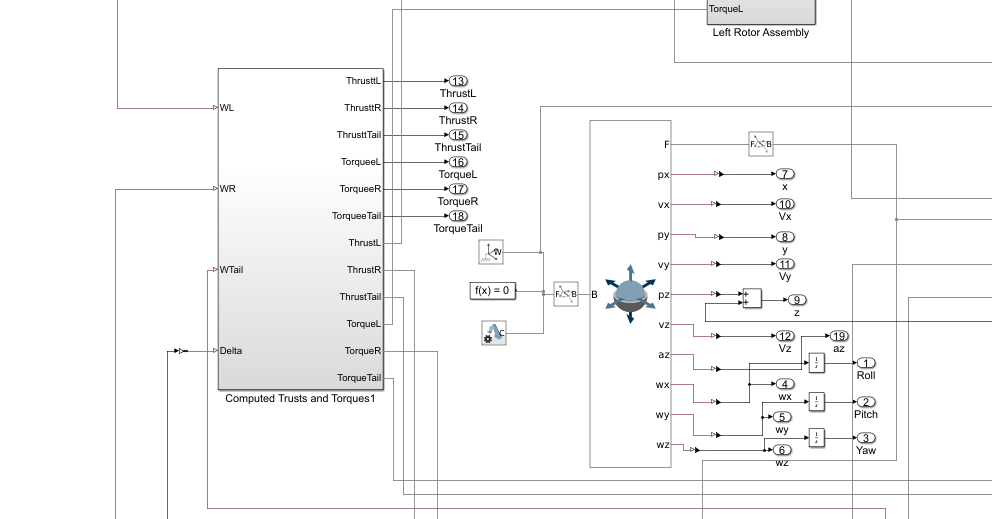 TorqueL
Left Rotor Assembly
ThrusttL
ThrusttR
ThrusttTail
TorqueeL
TorqueeR
TorqueeTail
ThrustL
ThrustR
ThrustTail
TorqueL
TorqueR
TorqueTail
WL
WR
WTail
Delta
Computed Trusts and Torques1
13
ThrustL
14
ThrustR
15
ThrustTail
16
TorqueL
17
TorqueR
18
TorqueTail
W
f(x) = 0
C
F
B
B
F
px
vx
py
vy
pz
vz
az
wx
wy
wz
F
B
7
x
10
Vx
8
y
11
Vy
9
z
12
Vz
19
az
1
Roll
4
wx
2
Pitch
5
wy
3
Yaw
6
wz